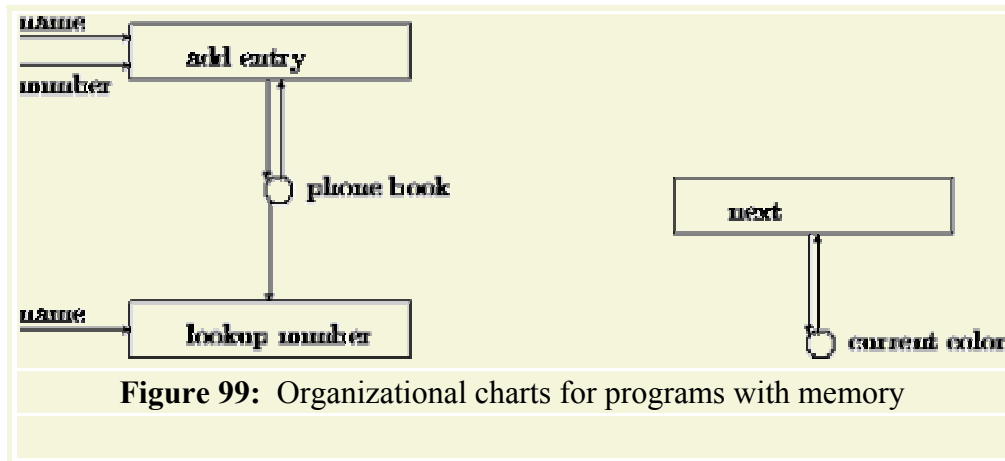 name
add entry
number
phone book
next
name
lookup number
current color
Figure 99: Organizational charts for programs with memory